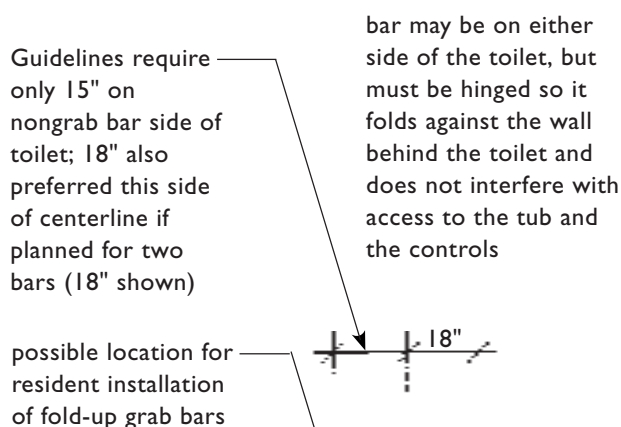 Guidelines require
only 15" on
nongrab bar side of
toilet; 18" also
preferred this side
of centerline if
planned for two
bars (18" shown)
bar may be on either
side of the toilet, but
must be hinged so it
folds against the wall
behind the toilet and
does not interfere with
access to the tub and
the controls
18"
possible location for
resident installation
of fold-up grab bars